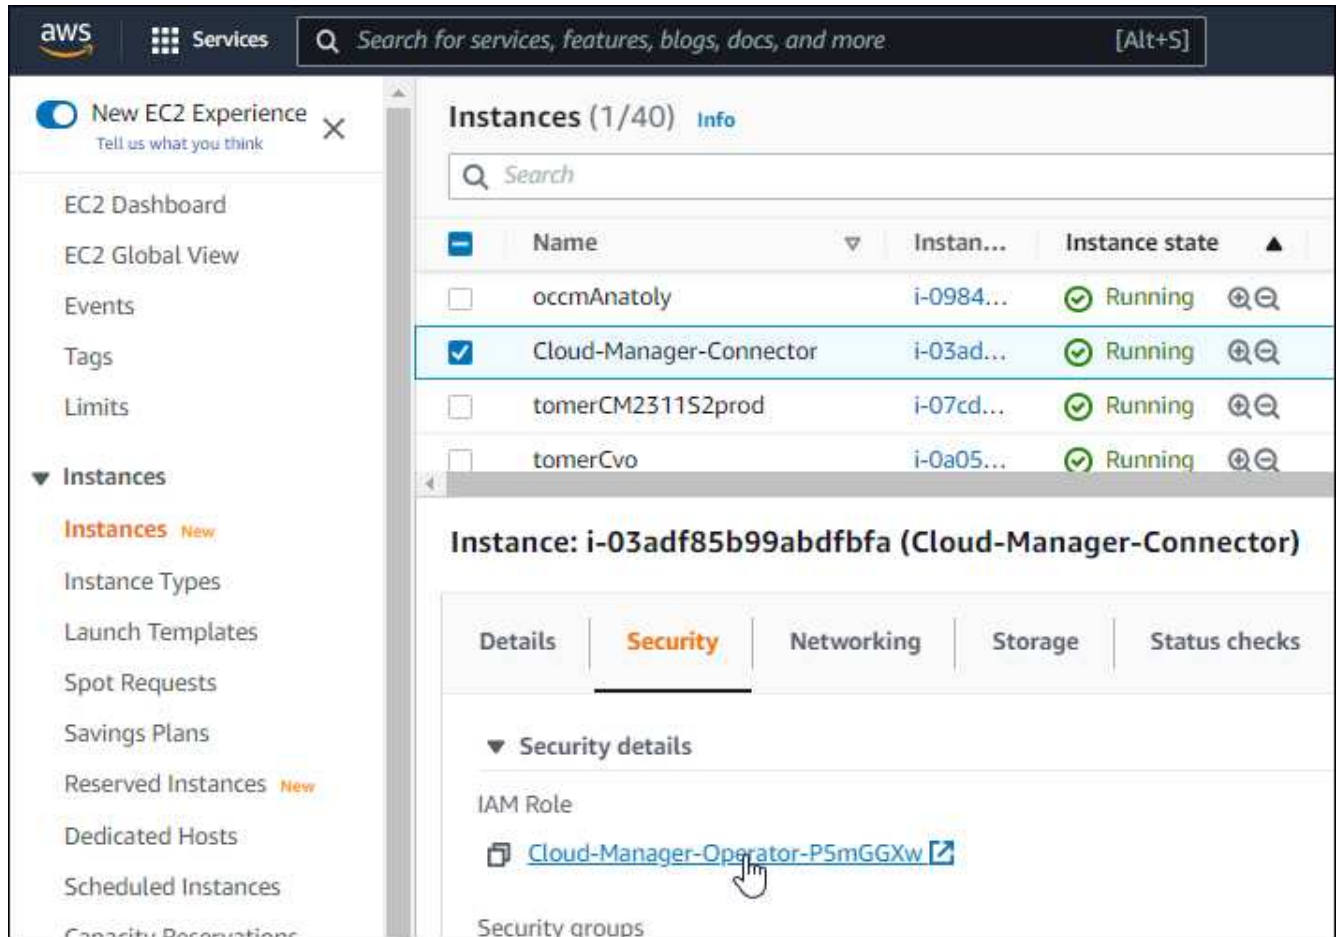 aws
Services
Search for services, features, blogs, docs, and more [Alt+S]
New EC2 Experience
Tell us what you think
EC2 Dashboard
EC2 Global View
Events
Tags
Limits
Instances
Instances New
Instance Types
Launch Templates
Spot Requests
Savings Plans
Reserved Instances New
Dedicated Hosts
Scheduled Instances
Capacity Reservations
Instances (1/40) Info
Search
Name Instan... Instance state
occmAnatoly i-0984... Running
Cloud-Manager-Connector i-03ad... Running
tomerCM2311S2prod i-07cd... Running
tomerCvo i-0a05... Running
Instance: i-03adf85b99abdfbfa (Cloud-Manager-Connector)
Details Security Networking Storage Status checks
Security details
IAM Role
Cloud-Manager-Operator-P5mGGXw
Security groups